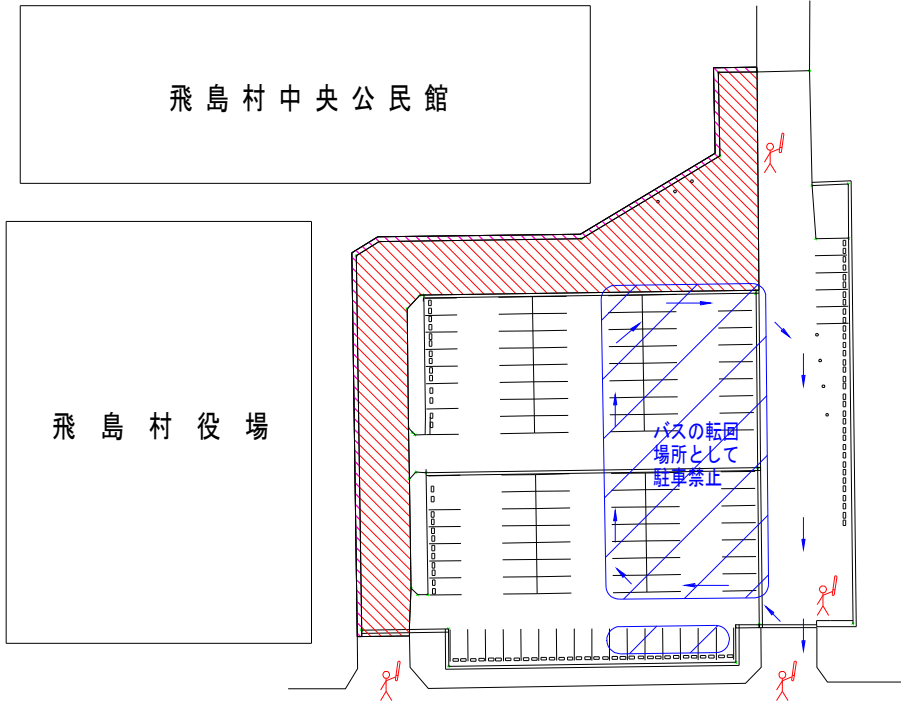 飛島村中央公民館
飛島村役場
バスの転回
場所として
駐車禁止